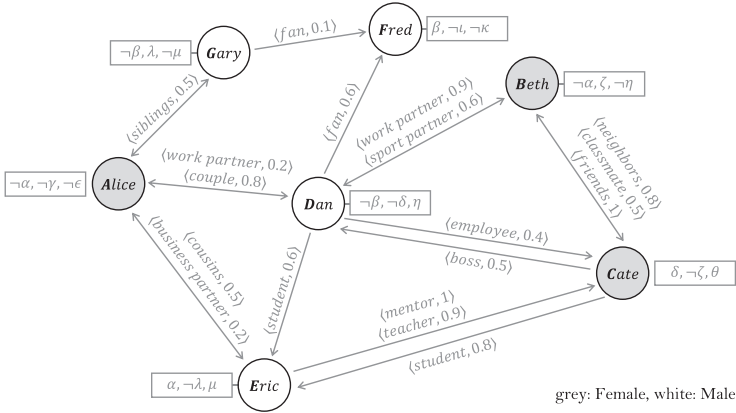 ⟨fan, 0.1⟩
Fred
β, ¬ι, ¬κ
¬β, λ, ¬μ
Gary
Beth
¬α, ζ, ¬η
⟨siblings, 0.5⟩
⟨fan, 0.6⟩
⟨work partner, 0.9⟩
⟨sport partner, 0.6⟩
⟨neighbors, 0.8⟩
⟨classmate, 0.5⟩
⟨friends, 1⟩
¬α, ¬γ, ¬ϵ
Alice
⟨work partner, 0.2⟩
⟨couple, 0.8⟩
Dan
¬β, ¬δ, η
⟨employee, 0.4⟩
⟨boss, 0.5⟩
Cate
δ, ¬ζ, θ
⟨cousins, 0.5⟩
⟨business partner, 0.2⟩
⟨student, 0.6⟩
⟨mentor, 1⟩
⟨teacher, 0.9⟩
⟨student, 0.8⟩
α, ¬λ, μ
Eric
grey: Female, white: Male